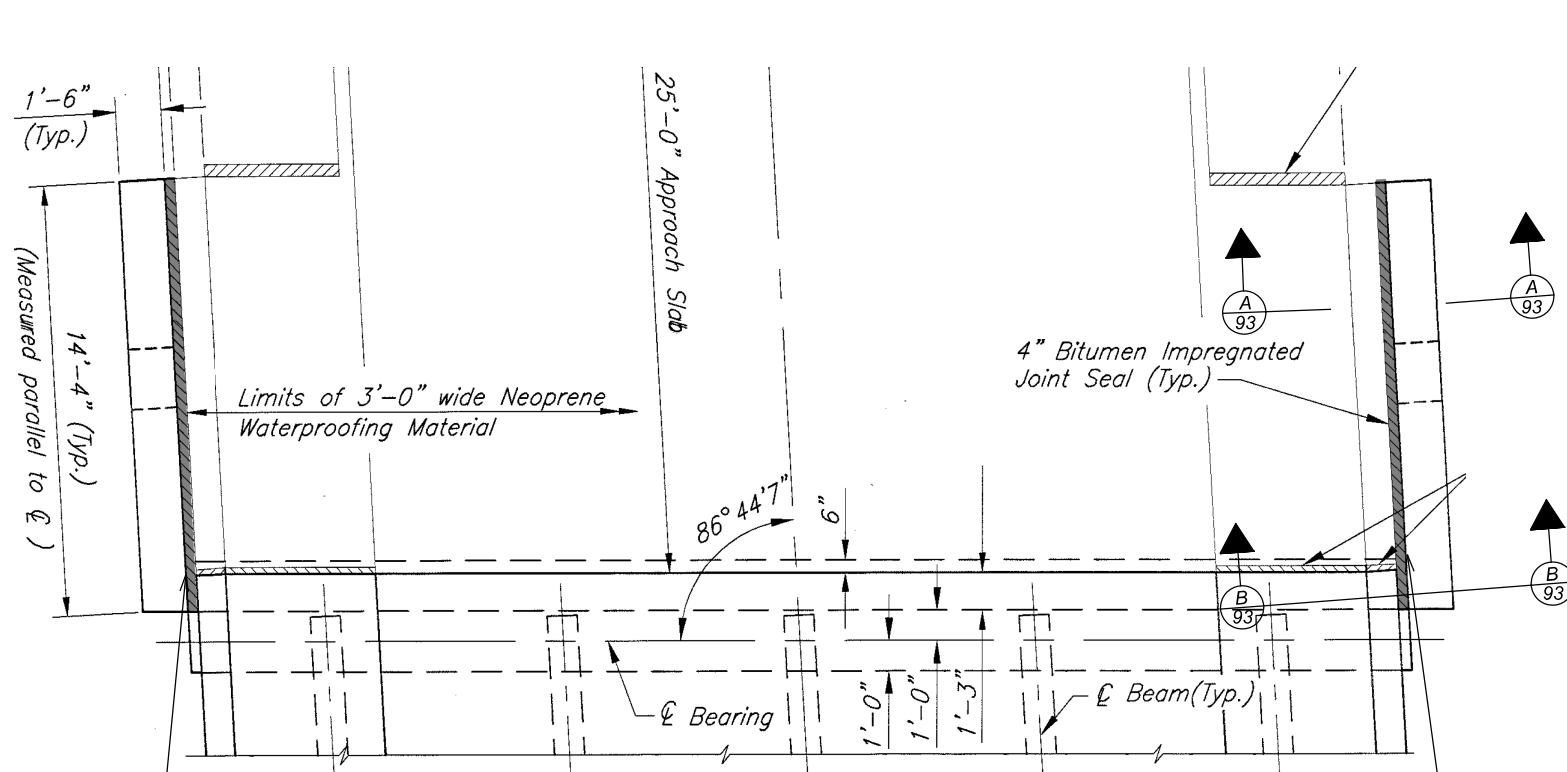 1'-6"
(Typ.)
25'-0" Approach Slab
14'-4" (Typ.)
(Measured parallel to ℄ )
Limits of 3'-0" wide Neoprene
Waterproofing Material
4" Bitumen Impregnated
Joint Seal (Typ.)
A
93
A
93
86° 44'7"
9"
B
93
B
93
℄ Bearing
1'-0"
1'-0"
1'-3"
℄ Beam(Typ.)